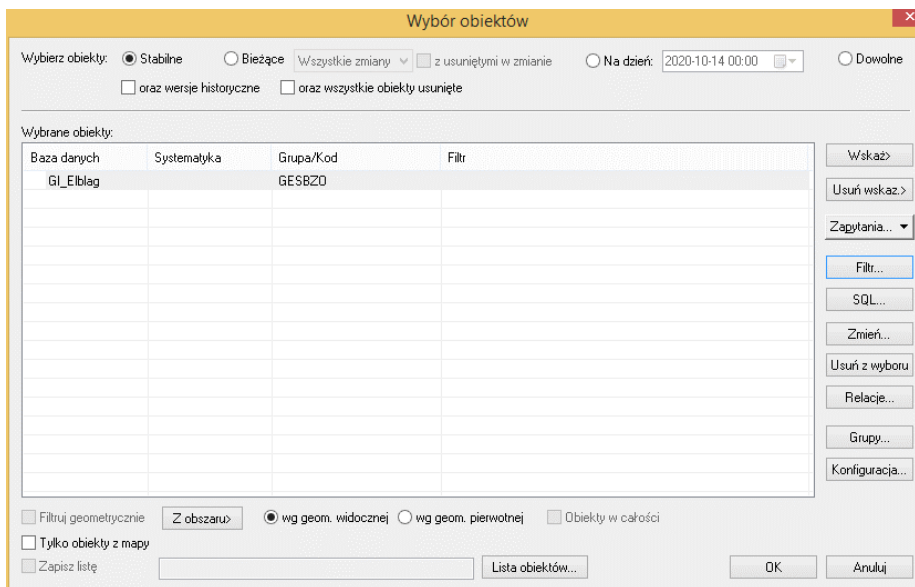 Wybór obiektów
Wybierz obiekty: Stabilne Bieżące Wszystkie zmiany z usuniętymi w zmianie Na dzień: 2020-10-14 00:00 Dowolne
oraz wersje historyczne oraz wszystkie obiekty usunięte
Wybrane obiekty:
Baza danych Systematyka Grupa/Kod Filtr
GI_Elblag GESBZO
Wskaż>
Usuń wskaz.>
Zapytania...
Filtr...
SQL...
Zmień...
Usuń z wyboru
Relacje...
Grupy...
Konfiguracja...
Filtruj geometrycznie Z obszaru> wg geom. widocznej wg geom. pierwotnej Obiekty w całości
Tylko obiekty z mapy
Zapisz listę Lista obiektów... OK Anuluj